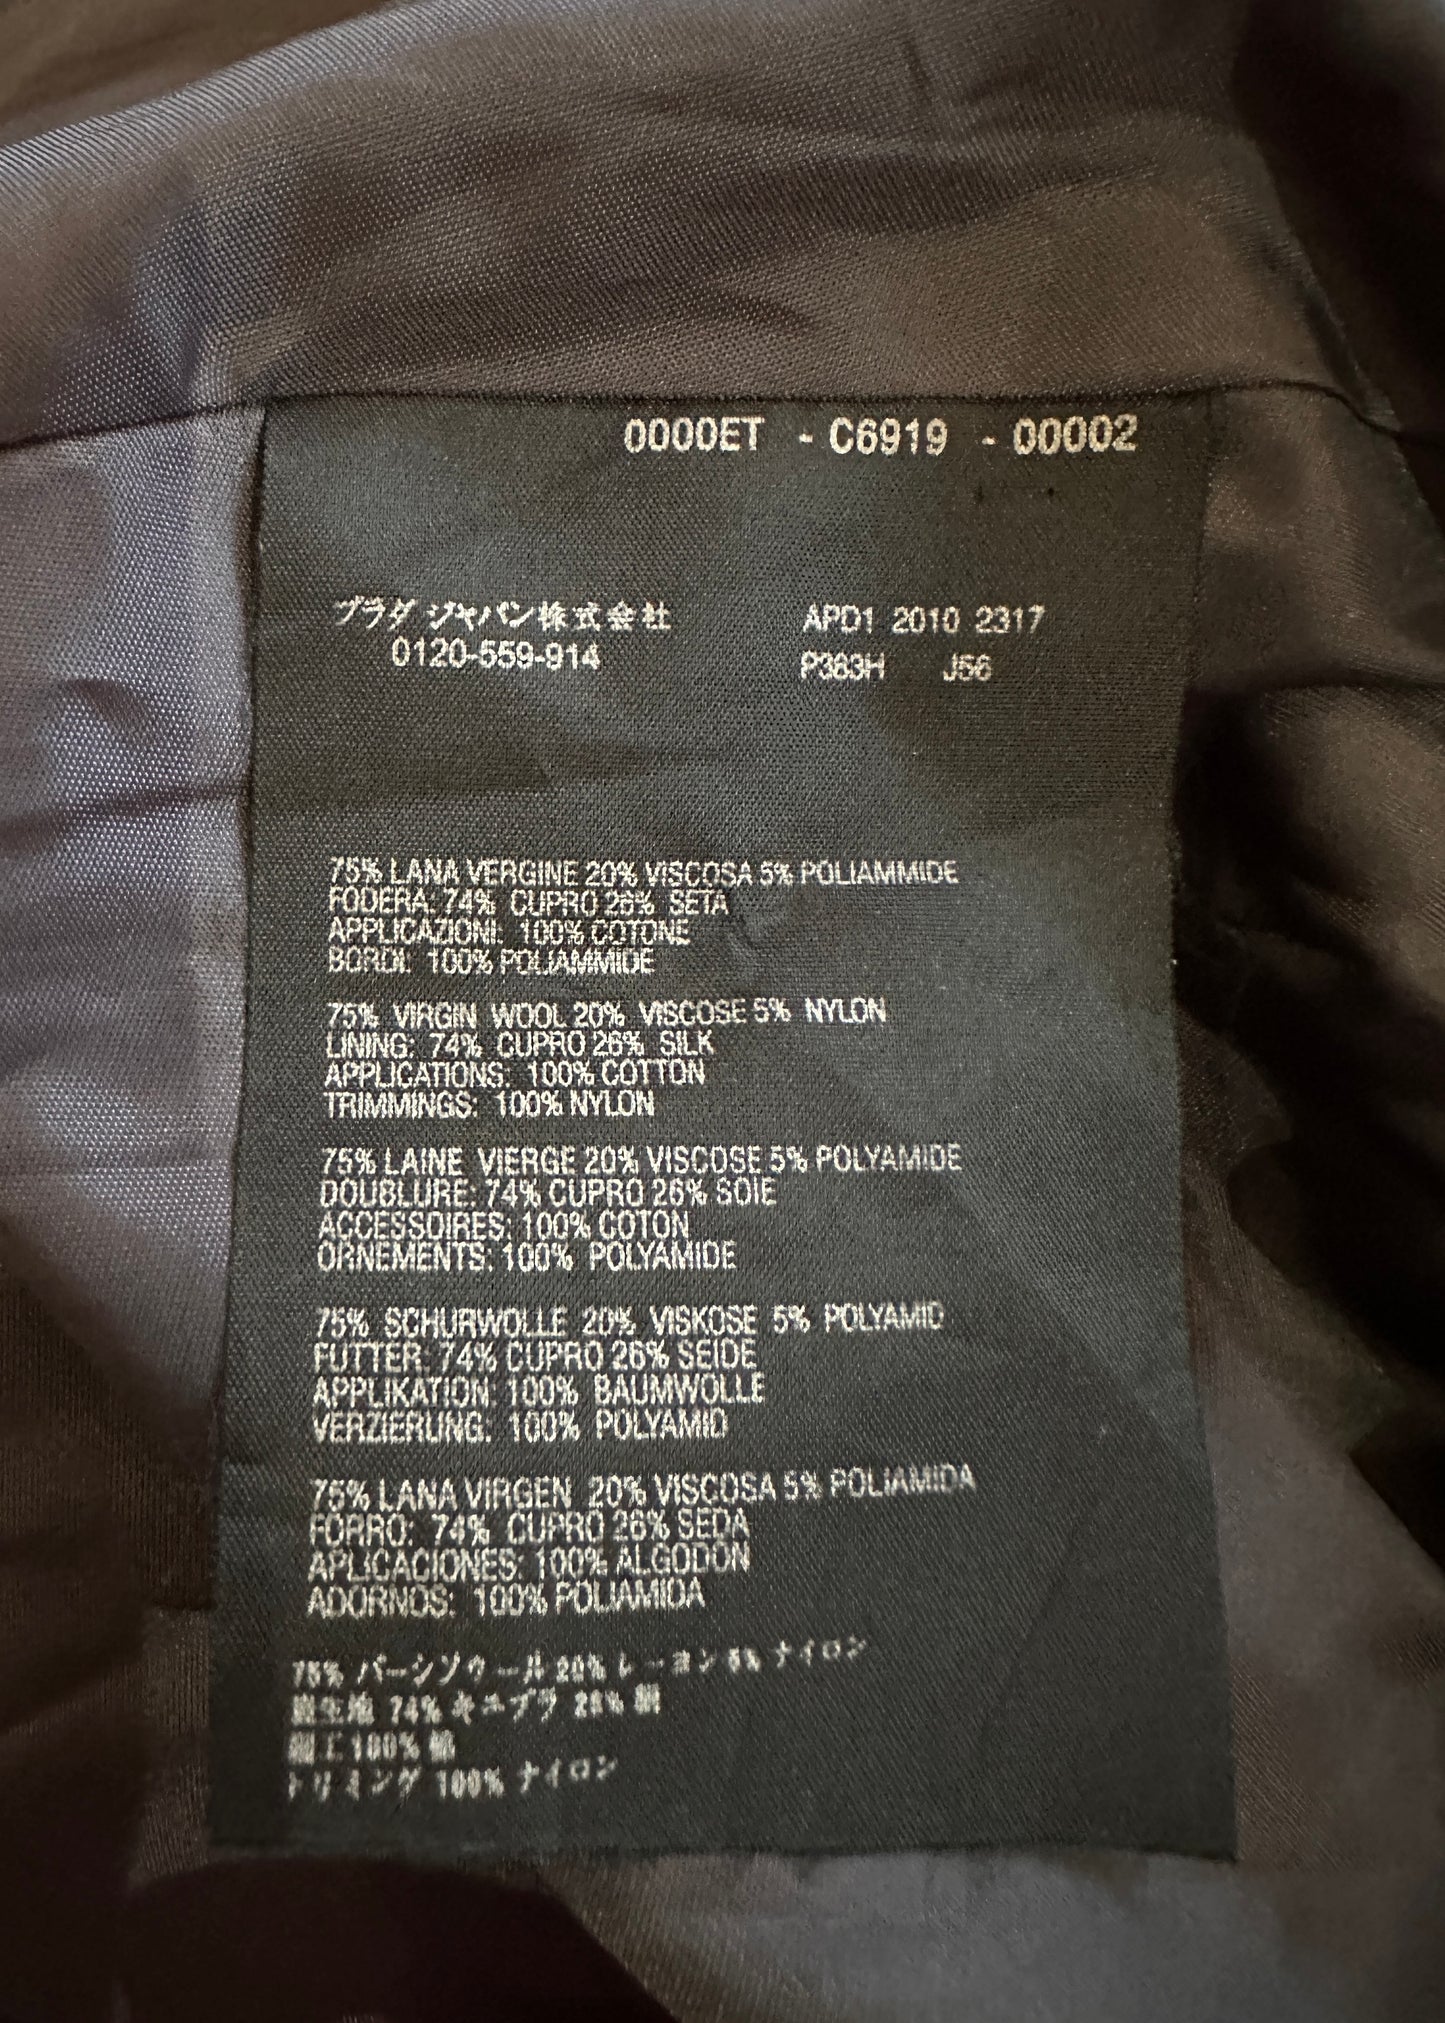 0000ET - C6919 - 00002
プラダ ジャパン株式会社
0120-559-914
APD1 2010 2317
P363H J56
75% LANA VERGINE 20% VISCOSA 5% POLIAMMIDE
FODERA: 74% CUPRO 26% SETA
APPLICAZIONI: 100% COTONE
BORDI: 100% POLIAMMIDE
75% VIRGIN WOOL 20% VISCOSE 5% NYLON
LINING: 74% CUPRO 26% SILK
APPLICATIONS: 100% COTTON
TRIMMINGS: 100% NYLON
75% LAINE VIERGE 20% VISCOSE 5% POLYAMIDE
DOUBLURE: 74% CUPRO 26% SOIE
ACCESSOIRES: 100% COTON
ORNEMENTS: 100% POLYAMIDE
75% SCHURWOLLE 20% VISKOSE 5% POLYAMID
FUTTER: 74% CUPRO 26% SEIDE
APPLIKATION: 100% BAUMWOLLE
VERZIERUNG: 100% POLYAMID
75% LANA VIRGEN 20% VISCOSA 5% POLIAMIDA
FORRO: 74% CUPRO 26% SEDA
APLICACIONES: 100% ALGODON
ADORNOS: 100% POLIAMIDA
75% バージンウール 20% レーヨン 5% ナイロン
裏生地 74% キュプラ 26% 絹
100% 綿
トリミング 100% ナイロン